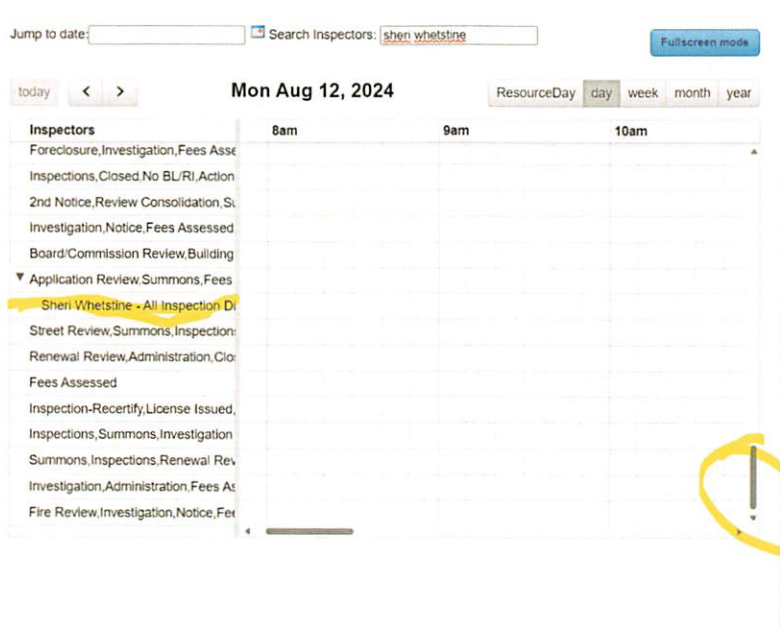 Jump to date: Search Inspectors: sheri whetstine Fullscreen mode
today < > Mon Aug 12, 2024 ResourceDay day week month year
Inspectors 8am 9am 10am
Foreclosure,Investigation,Fees Asse
Inspections,Closed,No BL/RI,Action
2nd Notice,Review Consolidation,Su
Investigation,Notice,Fees Assessed
Board/Commission Review,Building
Application Review,Summons,Fees
Sheri Whetstine - All Inspection Di
Street Review,Summons,Inspection
Renewal Review,Administration,Clo
Fees Assessed
Inspection-Recertify,License Issued,
Inspections,Summons,Investigation
Summons,Inspections,Renewal Rev
Investigation,Administration,Fees As
Fire Review,Investigation,Notice,Fee